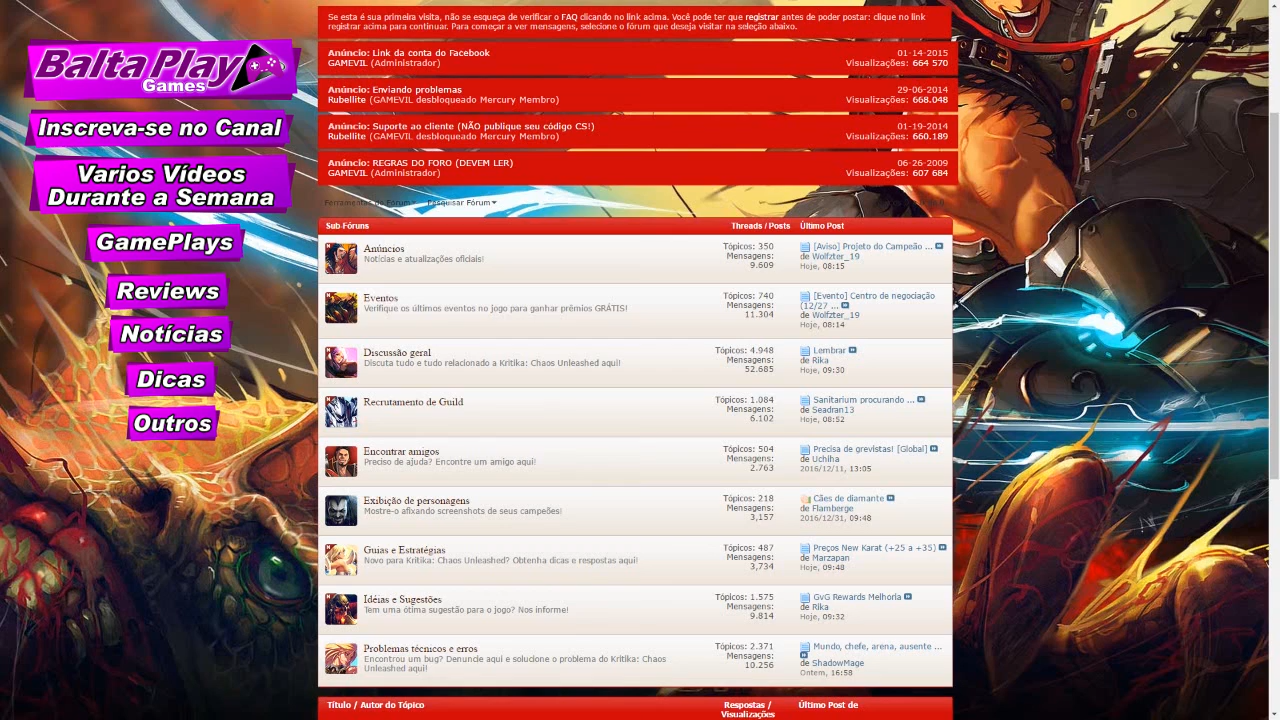 Balta Play
Games
Inscreva-se no Canal
Varios Vídeos
Durante a Semana
GamePlays
Reviews
Notícias
Dicas
Outros
Se esta é sua primeira visita, não se esqueça de verificar o FAQ clicando no link acima. Você pode ter que registrar antes de poder postar: clique no link
registrar acima para continuar. Para começar a ver mensagens, selecione o fórum que deseja visitar na seleção abaixo.
Anúncio: Link da conta do Facebook 01-14-2015
GAMEVIL (Administrador) Visualizações: 664 570
Anúncio: Enviando problemas 29-06-2014
Rubellite (GAMEVIL desbloqueado Mercury Membro) Visualizações: 668.048
Anúncio: Suporte ao cliente (NÃO publique seu código CS!) 01-19-2014
Rubellite (GAMEVIL desbloqueado Mercury Membro) Visualizações: 660.189
Anúncio: REGRAS DO FORO (DEVEM LER) 06-26-2009
GAMEVIL (Administrador) Visualizações: 607 684
Ferramentas do Fórum Pesquisar Fórum
Sub-Fóruns Threads / Posts Último Post
Anúncios
Notícias e atualizações oficiais!
Tópicos: 350
Mensagens:
9.609
[Aviso] Projeto do Campeão ...
de Wolfzter_19
Hoje, 08:15
Eventos
Verifique os últimos eventos no jogo para ganhar prêmios GRÁTIS!
Tópicos: 740
Mensagens:
11.304
[Evento] Centro de negociação
(12/27 ...
de Wolfzter_19
Hoje, 08:14
Discussão geral
Discuta tudo e tudo relacionado a Kritika: Chaos Unleashed aqui!
Tópicos: 4.948
Mensagens:
52.685
Lembrar
de Rika
Hoje, 09:30
Recrutamento de Guild
Tópicos: 1.084
Mensagens:
6.102
Sanitarium procurando ...
de Seadran13
Hoje, 08:52
Encontrar amigos
Preciso de ajuda? Encontre um amigo aqui!
Tópicos: 504
Mensagens:
2.763
Precisa de grevistas! [Global]
de Uchiha
2016/12/11, 13:05
Exibição de personagens
Mostre-o afixando screenshots de seus campeões!
Tópicos: 218
Mensagens:
3,157
Cães de diamante
de Flamberge
2016/12/31, 09:48
Guias e Estratégias
Novo para Kritika: Chaos Unleashed? Obtenha dicas e respostas aqui!
Tópicos: 487
Mensagens:
3,734
Preços New Karat (+25 a +35)
de Marzapan
Hoje, 09:48
Idéias e Sugestões
Tem uma ótima sugestão para o jogo? Nos informe!
Tópicos: 1.575
Mensagens:
9.814
GvG Rewards Melhoria
de Rika
Hoje, 09:32
Problemas técnicos e erros
Encontrou um bug? Denuncie aqui e solucione o problema do Kritika: Chaos
Unleashed aqui!
Tópicos: 2.371
Mensagens:
10.256
Mundo, chefe, arena, ausente ...
de ShadowMage
Ontem, 16:58
Título / Autor do Tópico Respostas / Último Post de
Visualizações